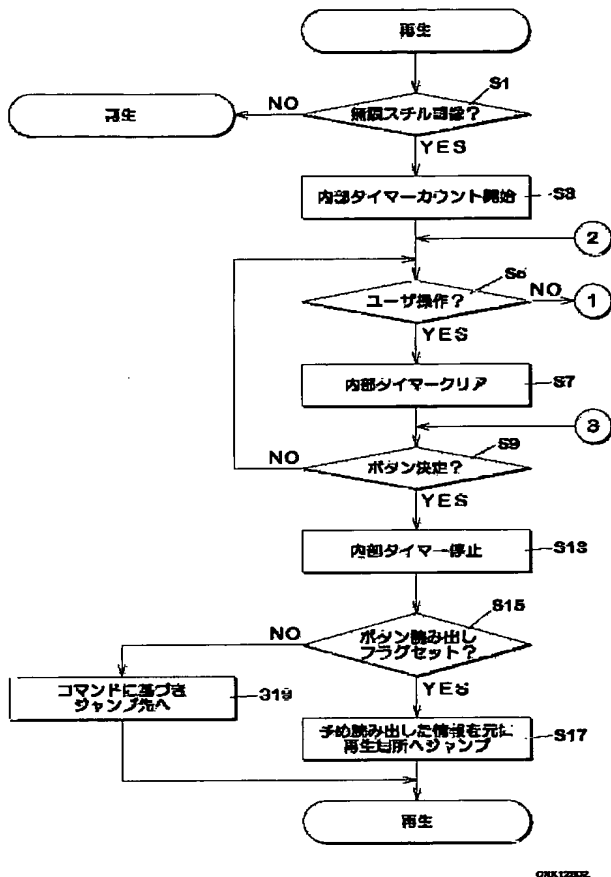 再生
S1
無限スチル画像？
NO
再生
YES
内部タイマーカウント開始
S3
2
S5
ユーザ操作？
NO
1
YES
内部タイマークリア
S7
3
S9
ボタン決定？
NO
YES
内部タイマー停止
S13
S15
ボタン読み出し
フラグセット？
NO
YES
コマンドに基づき
ジャンプ先へ
S19
予め読み出した情報を元に
再生箇所へジャンプ
S17
再生